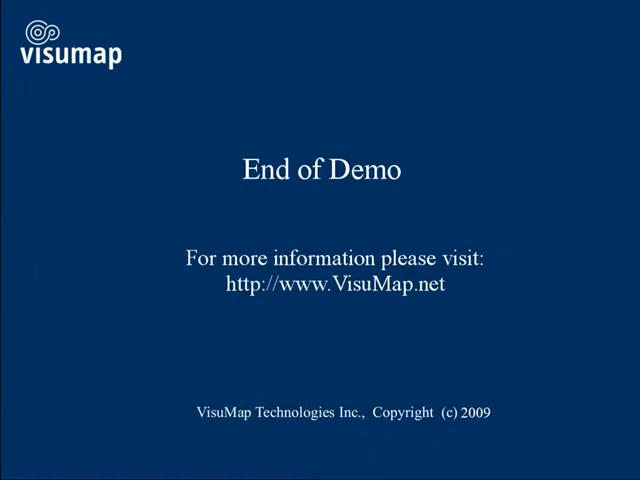 visumap
End of Demo
For more information please visit:
http://www.VisuMap.net
VisuMap Technologies Inc.,  Copyright  (c) 2009